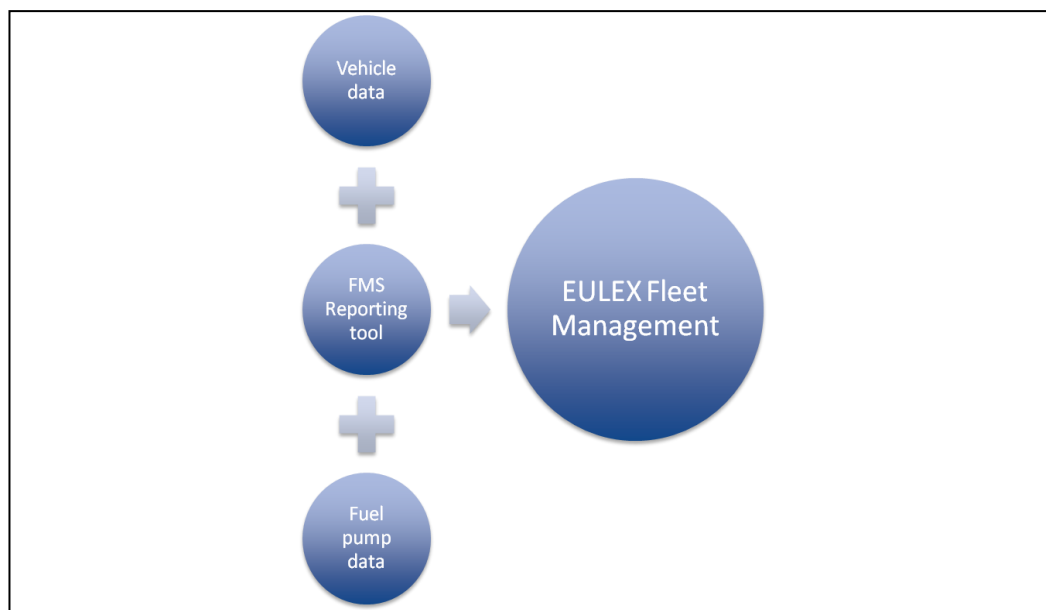 Vehicle
data
FMS
Reporting
tool
EULEX Fleet
Management
Fuel
pump
data